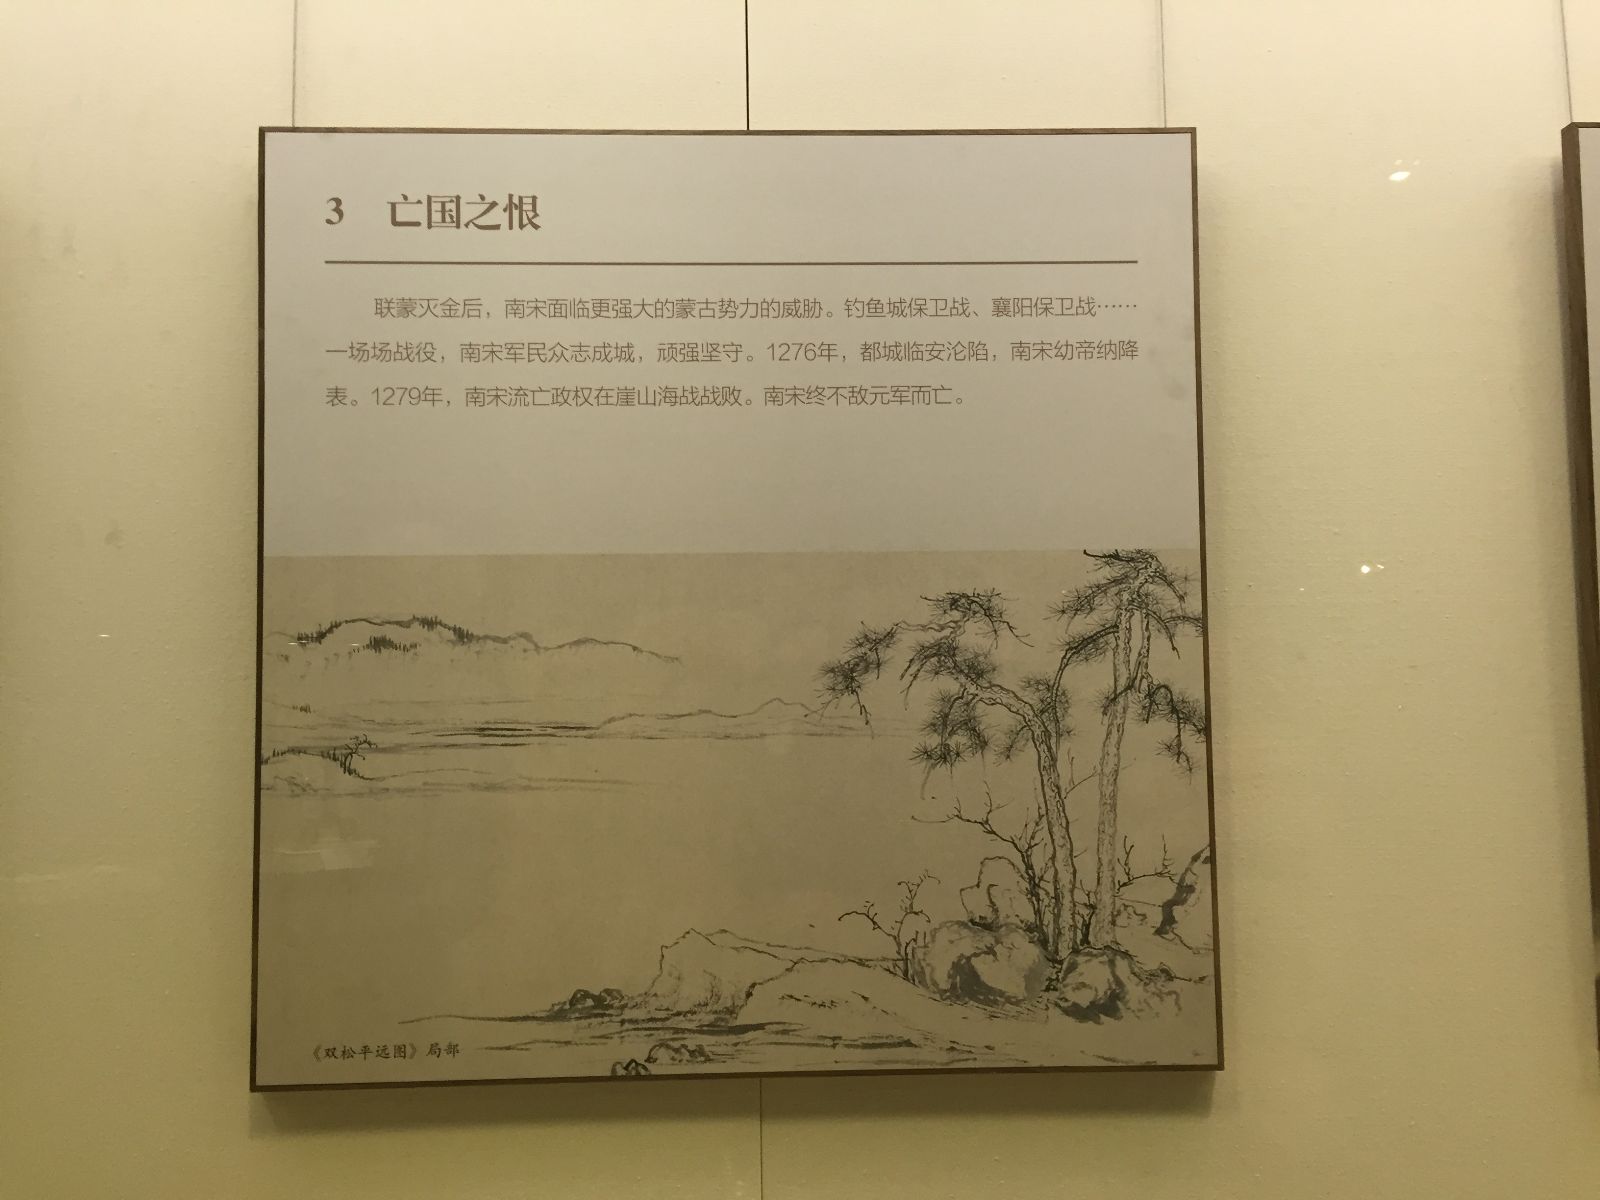 3 亡国之恨
联蒙灭金后，南宋面临更强大的蒙古势力的威胁。钓鱼城保卫战、襄阳保卫战……
一场场战役，南宋军民众志成城，顽强坚守。1276年，都城临安沦陷，南宋幼帝纳降
表。1279年，南宋流亡政权在崖山海战战败。南宋终不敌元军而亡。
《双松平远图》局部